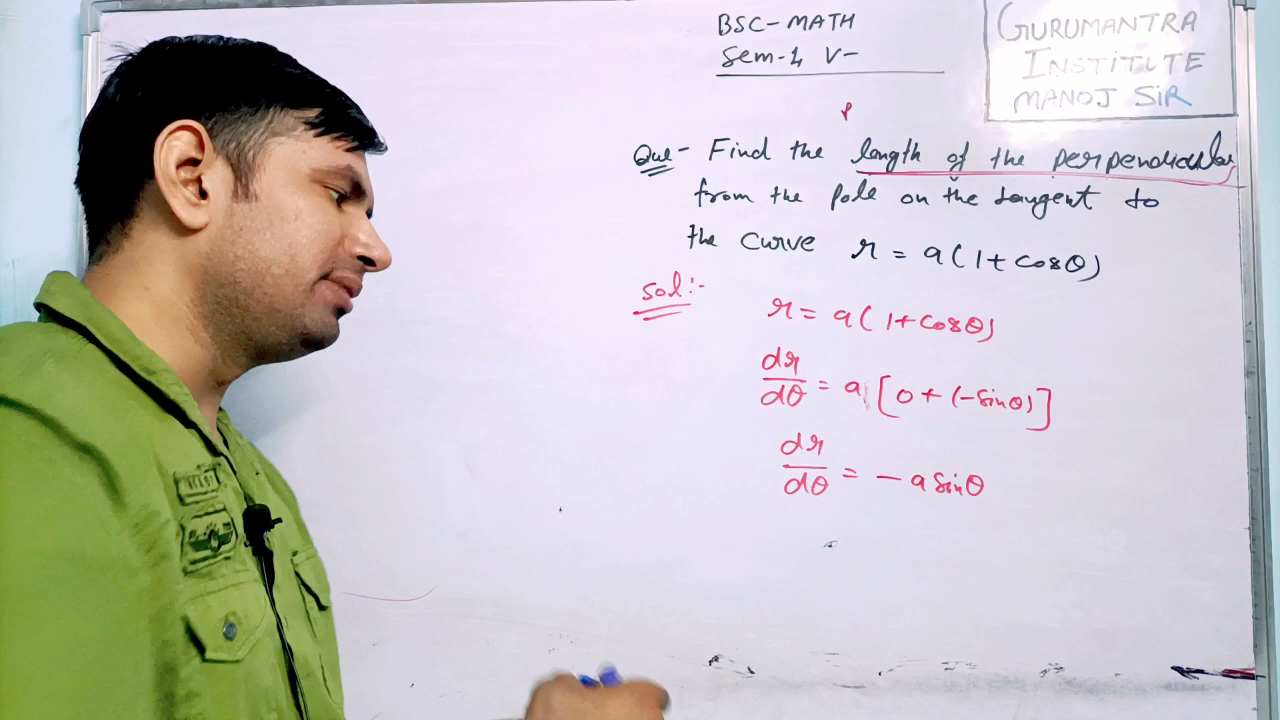 BSC-MATH
Sem-1 V-
GURUMANTRA
INSTITUTE
MANOJ SIR
P
Que- Find the length of the perpendicular
from the pole on the tangent to
the curve r = a(1+cosθ)
Sol:-
r = a(1+cosθ)
dr/dθ = a[0+(-sinθ)]
dr/dθ = -a sinθ